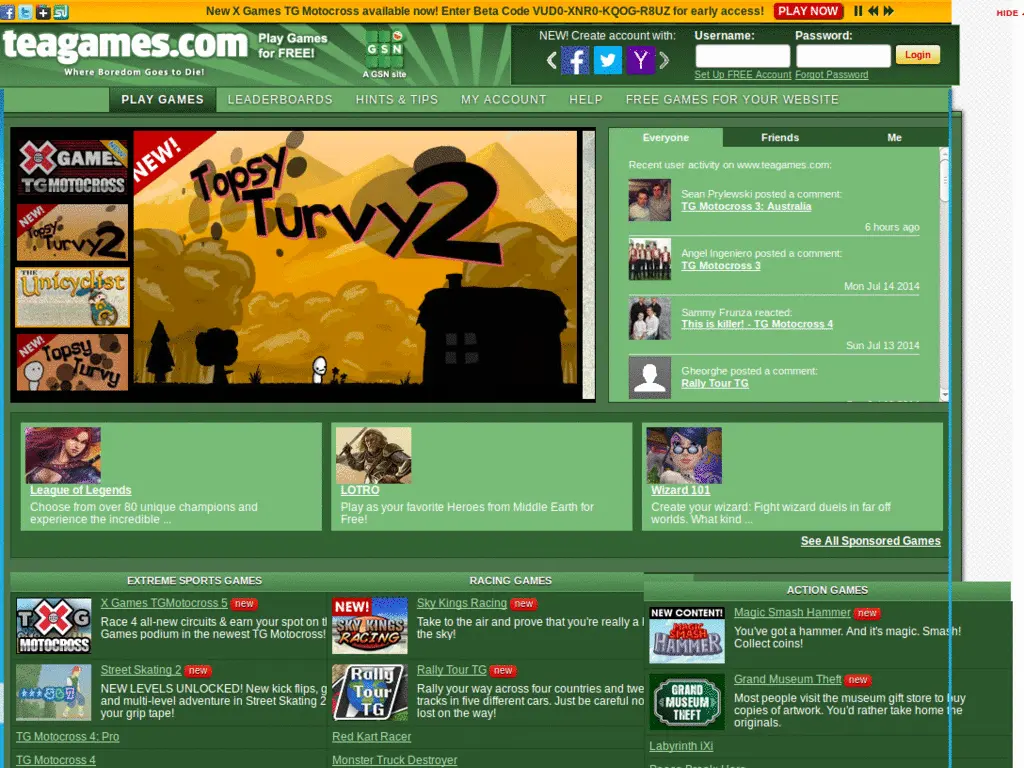 New X Games TG Motocross available now! Enter Beta Code VUD0-XNR0-KQOG-R8UZ for early access!
PLAY NOW
HIDE
teagames.com
Where Boredom Goes to Die!
Play Games
for FREE!
GSN
A GSN site
NEW! Create account with:
Username:
Password:
Login
Set Up FREE Account
Forgot Password
PLAY GAMES
LEADERBOARDS
HINTS & TIPS
MY ACCOUNT
HELP
FREE GAMES FOR YOUR WEBSITE
X GAMES
TG MOTOCROSS
NEW!
Topsy
Turvy 2
THE
Unicyclist
NEW!
Topsy
Turvy
NEW!
Topsy
Turvy 2
Everyone
Friends
Me
Recent user activity on www.teagames.com:
Sean Prylewski posted a comment:
TG Motocross 3: Australia
6 hours ago
Angel Ingeniero posted a comment:
TG Motocross 3
Mon Jul 14 2014
Sammy Frunza reacted:
This is killer! - TG Motocross 4
Sun Jul 13 2014
Gheorghe posted a comment:
Rally Tour TG
League of Legends
Choose from over 80 unique champions and
experience the incredible ...
LOTRO
Play as your favorite Heroes from Middle Earth for
Free!
Wizard 101
Create your wizard: Fight wizard duels in far off
worlds. What kind ...
See All Sponsored Games
EXTREME SPORTS GAMES
TG
MOTOCROSS
X Games TGMotocross 5 new
Race 4 all-new circuits & earn your spot on t
Games podium in the newest TG Motocross!
Street Skating 2 new
NEW LEVELS UNLOCKED! New kick flips, g
and multi-level adventure in Street Skating 2
your grip tape!
TG Motocross 4: Pro
TG Motocross 4
RACING GAMES
NEW!
SKY KINGS
RACING
Sky Kings Racing new
Take to the air and prove that you're really a
the sky!
Rally
Tour
TG
Rally Tour TG new
Rally your way across four countries and twe
tracks in five different cars. Just be careful no
lost on the way!
Red Kart Racer
Monster Truck Destroyer
ACTION GAMES
NEW CONTENT!
MAGIC
SMASH
HAMMER
Magic Smash Hammer new
You've got a hammer. And it's magic. Smash!
Collect coins!
GRAND
MUSEUM
THEFT
Grand Museum Theft new
Most people visit the museum gift store to buy
copies of artwork. You'd rather take home the
originals.
Labyrinth iXi